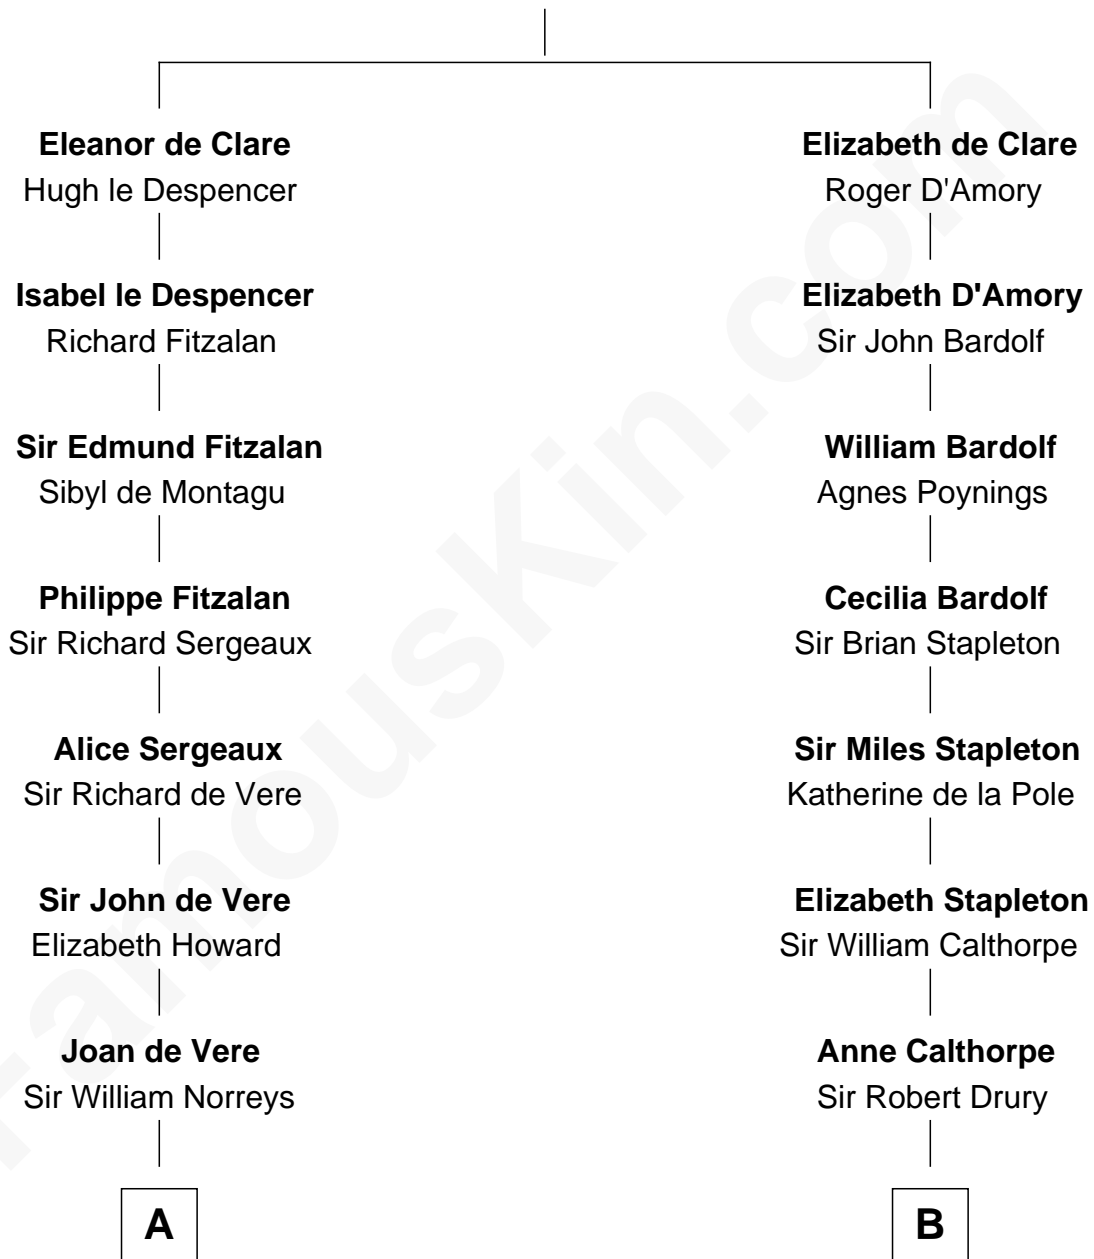 Eleanor de Clare
Hugh le Despencer
Isabel le Despencer
Richard Fitzalan
Sir Edmund Fitzalan
Sibyl de Montagu
Philippe Fitzalan
Sir Richard Sergeaux
Alice Sergeaux
Sir Richard de Vere
Sir John de Vere
Elizabeth Howard
Joan de Vere
Sir William Norreys
A
Elizabeth de Clare
Roger D'Amory
Elizabeth D'Amory
Sir John Bardolf
William Bardolf
Agnes Poynings
Cecilia Bardolf
Sir Brian Stapleton
Sir Miles Stapleton
Katherine de la Pole
Elizabeth Stapleton
Sir William Calthorpe
Anne Calthorpe
Sir Robert Drury
B
FamousKin.com